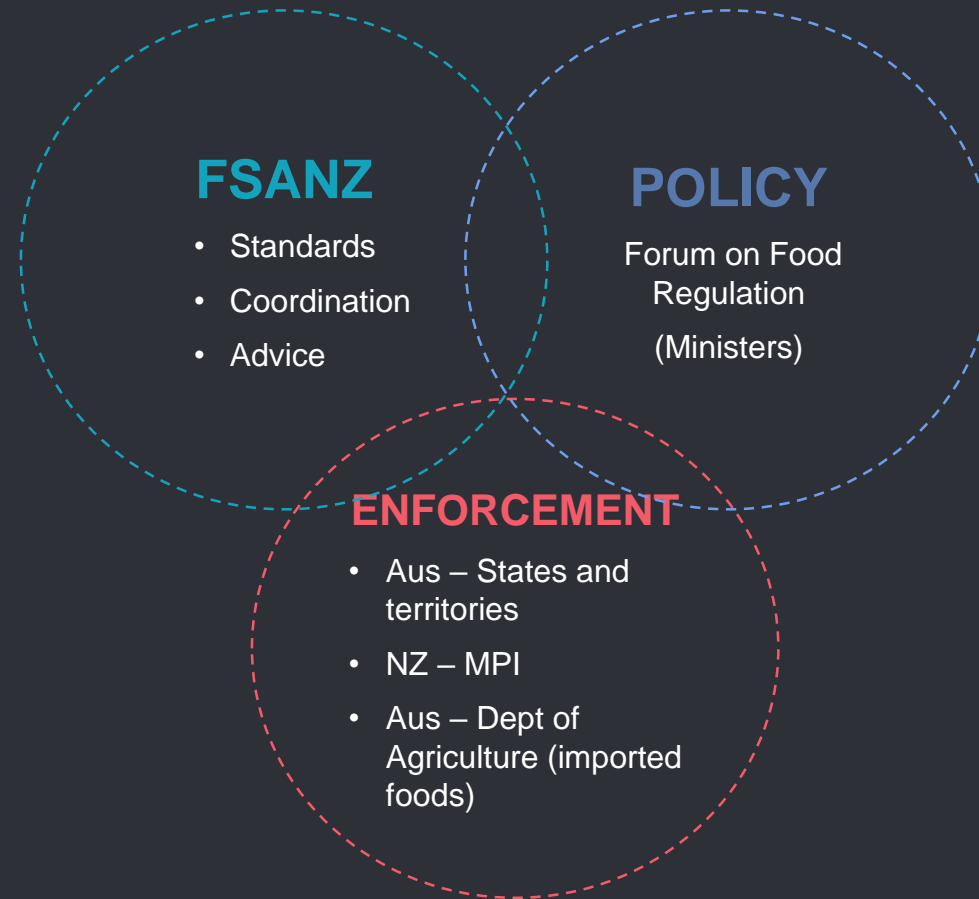 FSANZ
• Standards
• Coordination
• Advice
POLICY
Forum on Food
Regulation
(Ministers)
ENFORCEMENT
• Aus – States and
territories
• NZ – MPI
• Aus – Dept of
Agriculture (imported
foods)